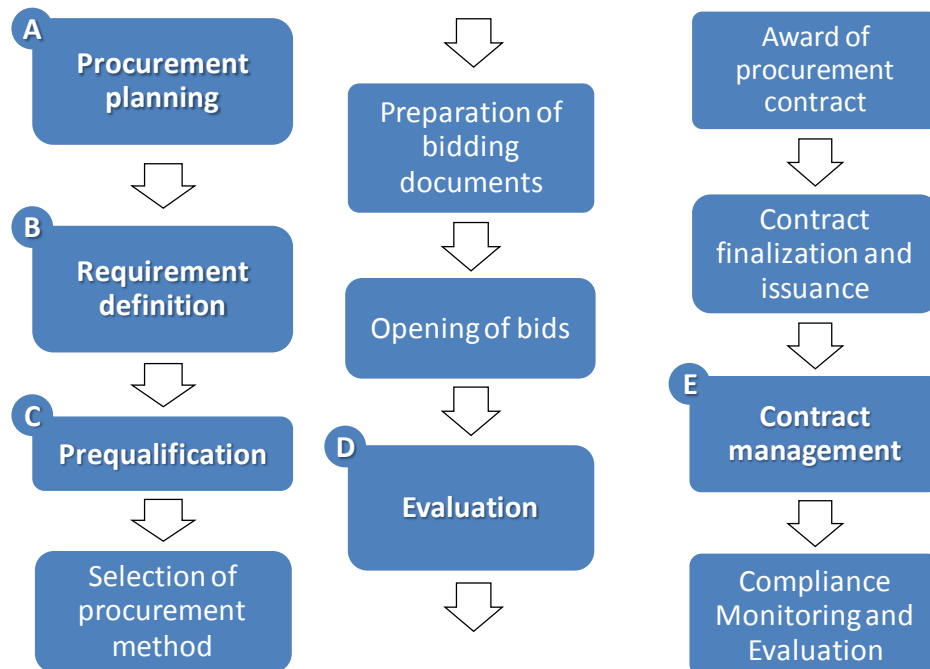 A
Procurement
planning
B
Requirement
definition
C
Prequalification
Selection of
procurement
method
Preparation of
bidding
documents
Opening of bids
D
Evaluation
Award of
procurement
contract
Contract
finalization and
issuance
E
Contract
management
Compliance
Monitoring and
Evaluation